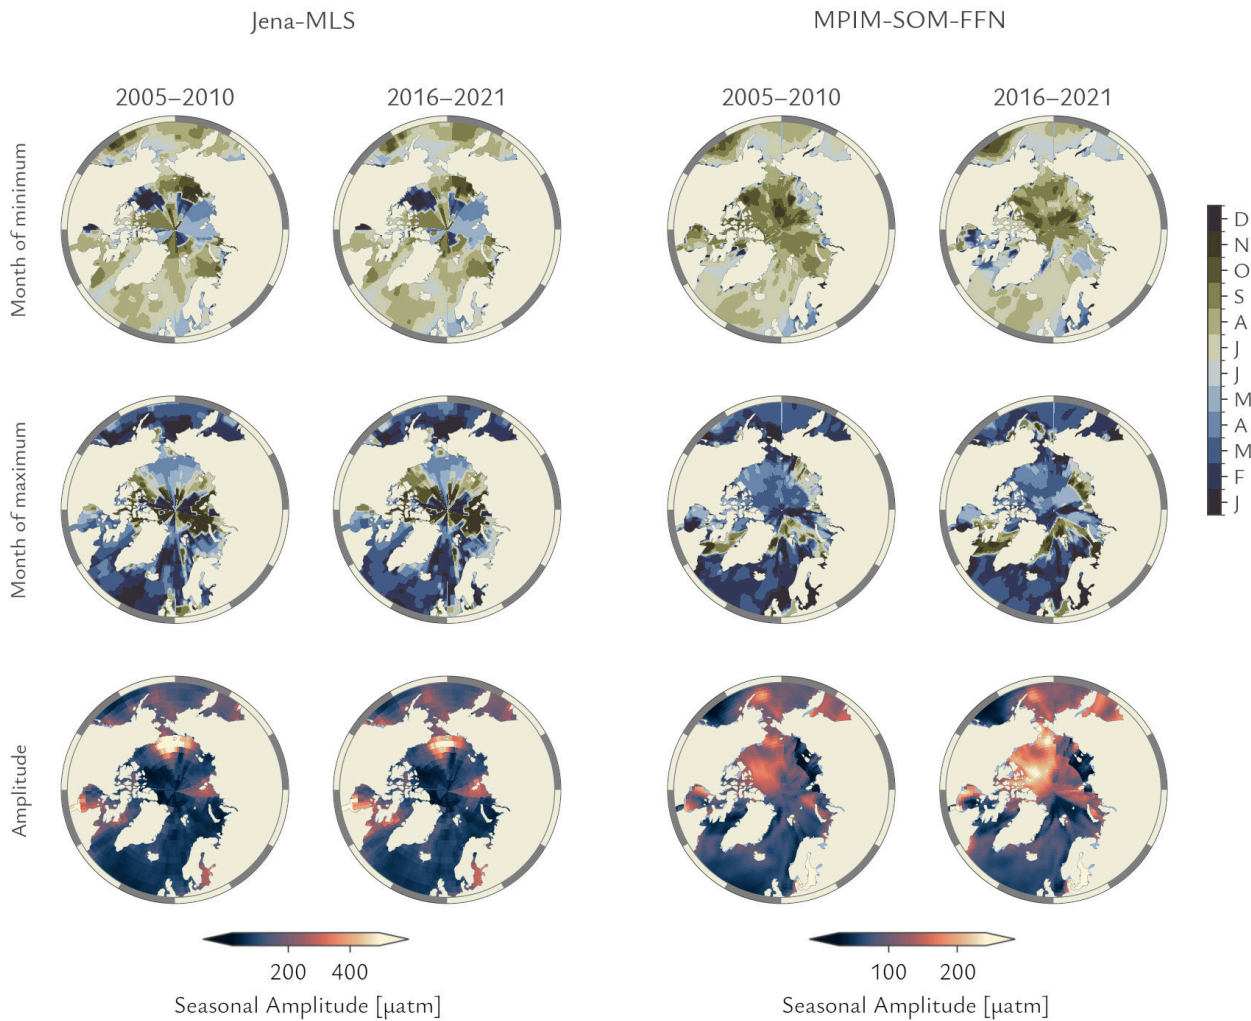 Jena-MLS
MPIM-SOM-FFN
2005–2010
2016–2021
2005–2010
2016–2021
Month of minimum
Month of maximum
Amplitude
D
N
O
S
A
J
J
M
A
M
F
J
200
400
Seasonal Amplitude [µatm]
100
200
Seasonal Amplitude [µatm]